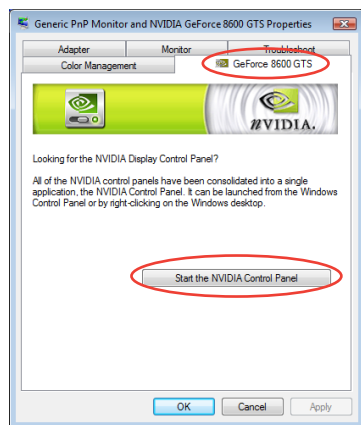 Generic PnP Monitor and NVIDIA GeForce 8600 GTS Properties
Adapter Monitor Troubleshoot
Color Management GeForce 8600 GTS
NVIDIA.
Looking for the NVIDIA Display Control Panel?
All of the NVIDIA control panels have been consolidated into a single
application, the NVIDIA Control Panel. It can be launched from the Windows
Control Panel or by right-clicking on the Windows desktop.
Start the NVIDIA Control Panel
OK Cancel Apply